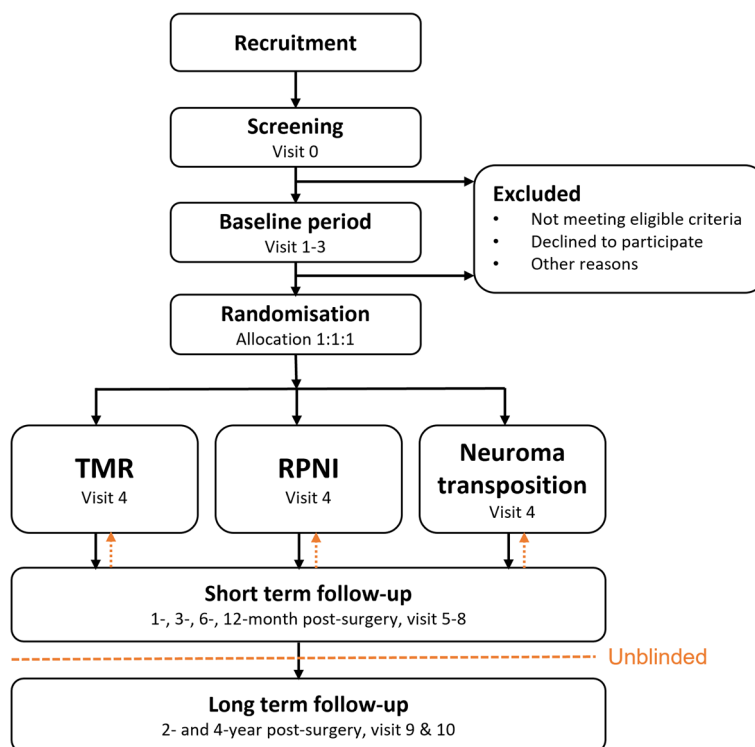 Recruitment
Screening
Visit 0
Excluded
• Not meeting eligible criteria
• Declined to participate
• Other reasons
Baseline period
Visit 1-3
Randomisation
Allocation 1:1:1
TMR
Visit 4
RPNI
Visit 4
Neuroma
transposition
Visit 4
Short term follow-up
1-, 3-, 6-, 12-month post-surgery, visit 5-8
Unblinded
Long term follow-up
2- and 4-year post-surgery, visit 9 & 10